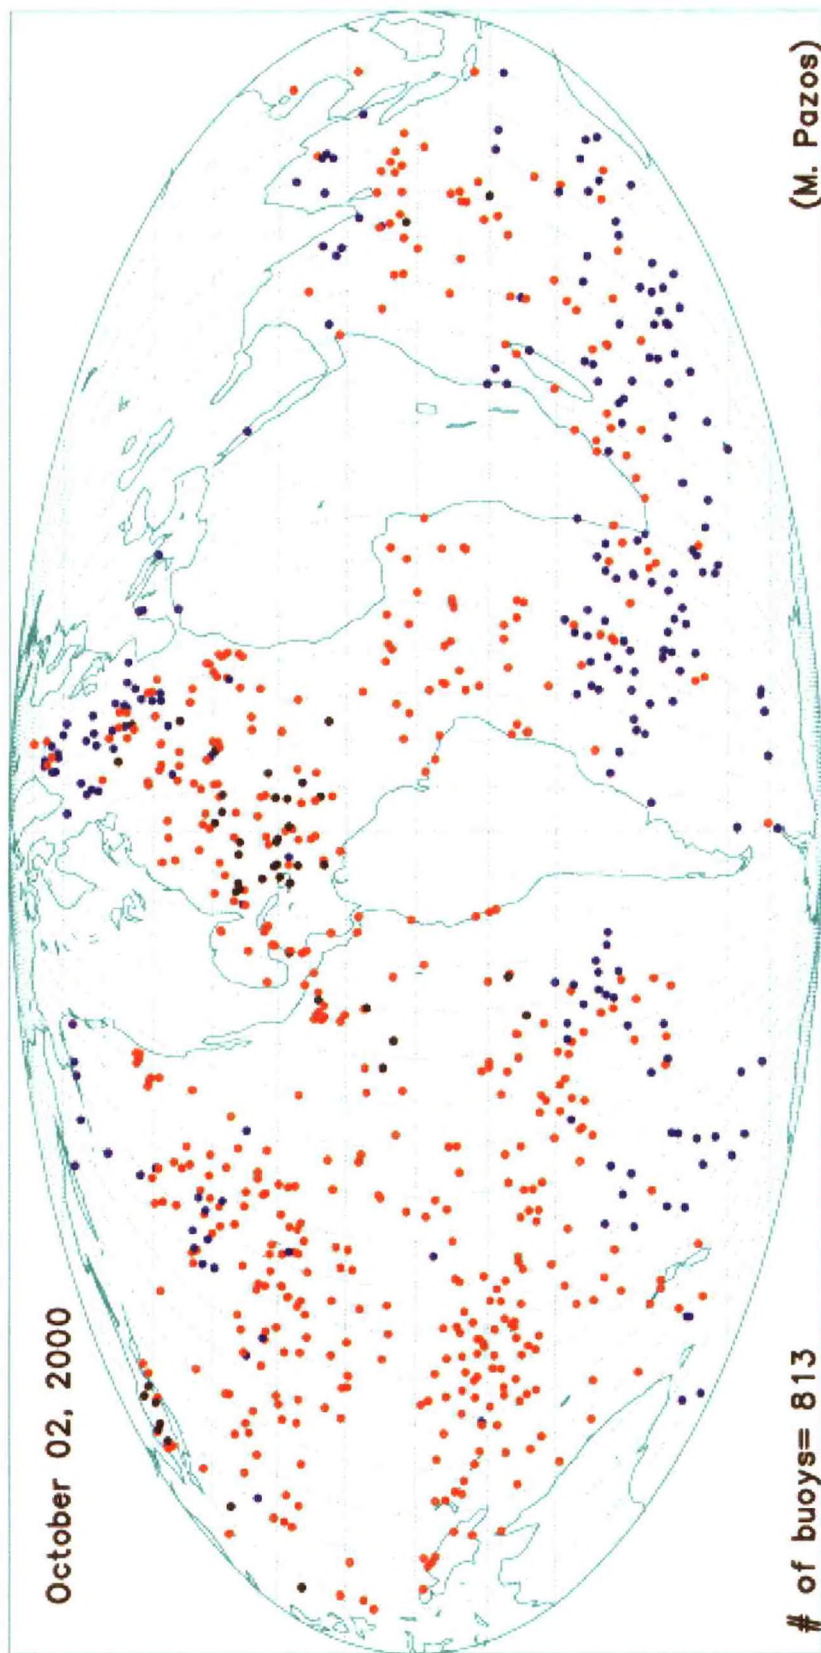 October 02, 2000
# of buoys= 813
(M. Pazos)